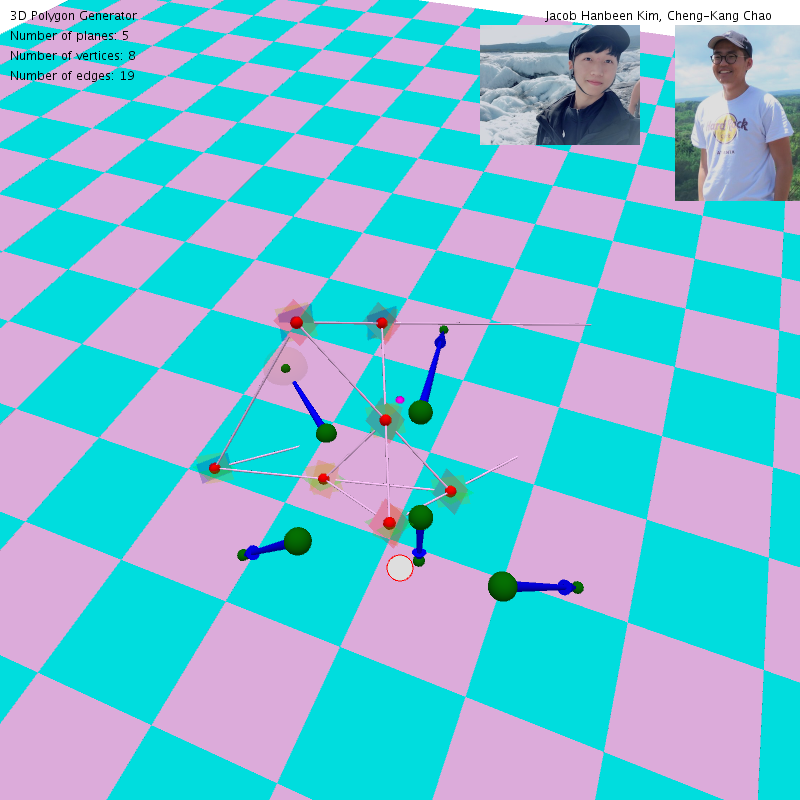 3D Polygon Generator
Jacob Hanbeen Kim, Cheng-Kang Chao
Number of planes: 5
Number of vertices: 8
Number of edges: 19